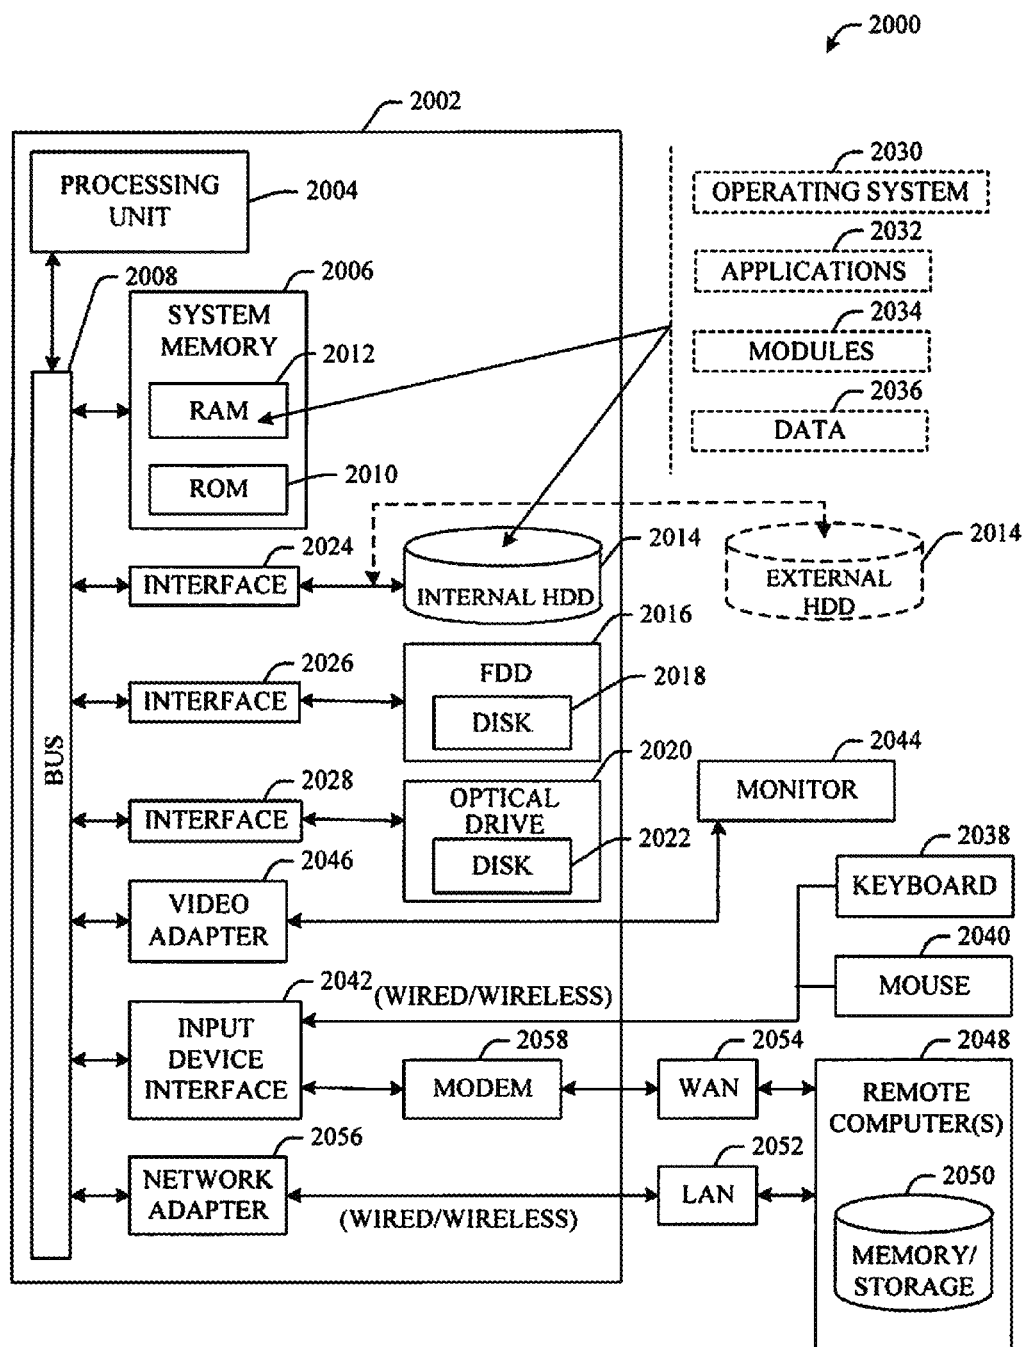 2000
2002
PROCESSING
UNIT
2004
2008
2006
SYSTEM
MEMORY
2012
RAM
2010
ROM
2030
OPERATING SYSTEM
2032
APPLICATIONS
2034
MODULES
2036
DATA
2024
INTERFACE
2014
INTERNAL HDD
2014
EXTERNAL
HDD
2026
INTERFACE
2016
FDD
2018
DISK
BUS
2028
INTERFACE
2020
OPTICAL
DRIVE
2022
DISK
2044
MONITOR
2046
VIDEO
ADAPTER
2038
KEYBOARD
2040
MOUSE
2042
(WIRED/WIRELESS)
INPUT
DEVICE
INTERFACE
2058
MODEM
2054
WAN
2048
REMOTE
COMPUTER(S)
2056
NETWORK
ADAPTER
(WIRED/WIRELESS)
2052
LAN
2050
MEMORY/
STORAGE